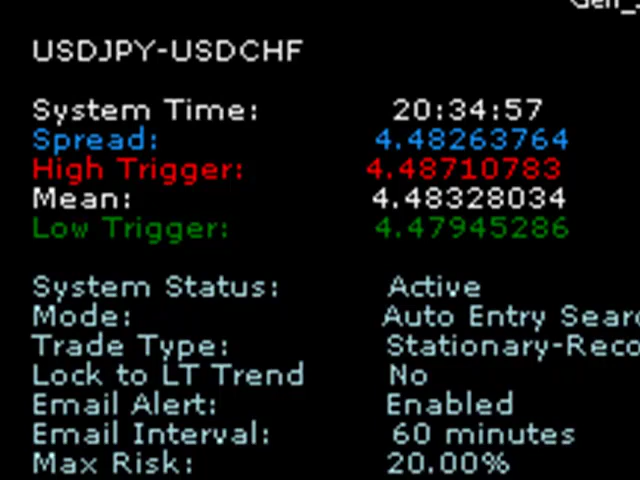 USDJPY-USDCHF
System Time: 20:34:57
Spread: 4.48263764
High Trigger: 4.48710783
Mean: 4.48328034
Low Trigger: 4.47945286
System Status: Active
Mode: Auto Entry Sear
Trade Type: Stationary-Reco
Lock to LT Trend No
Email Alert: Enabled
Email Interval: 60 minutes
Max Risk: 20.00%